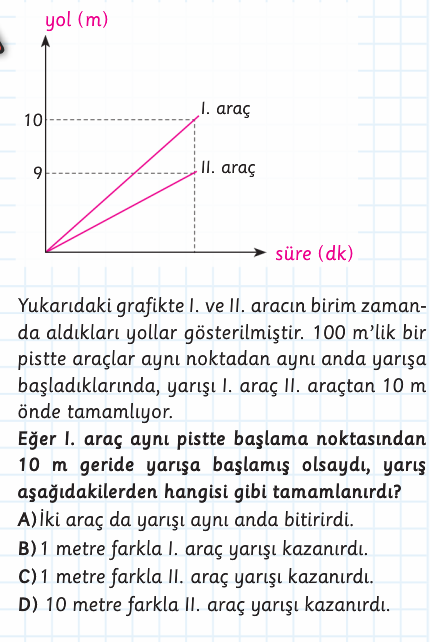 yol (m)
I. araç
10
II. araç
9
süre (dk)
Yukarıdaki grafikte I. ve II. aracın birim zaman-
da aldıkları yollar gösterilmiştir. 100 m'lik bir
pistte araçlar aynı noktadan aynı anda yarışa
başladıklarında, yarışı I. araç II. araçtan 10 m
önde tamamlıyor.
Eğer I. araç aynı pistte başlama noktasından
10 m geride yarışa başlamış olsaydı, yarış
aşağıdakilerden hangisi gibi tamamlanırdı?
A) İki araç da yarışı aynı anda bitirirdi.
B) 1 metre farkla I. araç yarışı kazanırdı.
C) 1 metre farkla II. araç yarışı kazanırdı.
D) 10 metre farkla II. araç yarışı kazanırdı.